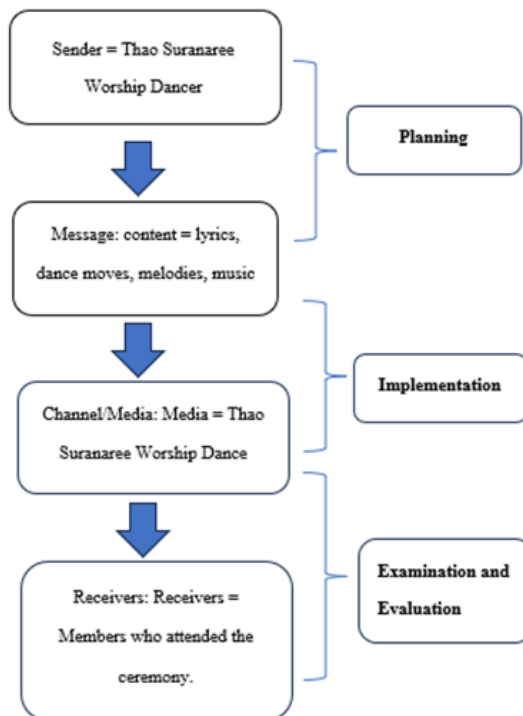 Sender = Thao Suranaree
Worship Dancer
Planning
Message: content = lyrics,
dance moves, melodies, music
Implementation
Channel/Media: Media = Thao
Suranaree Worship Dance
Examination and
Evaluation
Receivers: Receivers =
Members who attended the
ceremony.